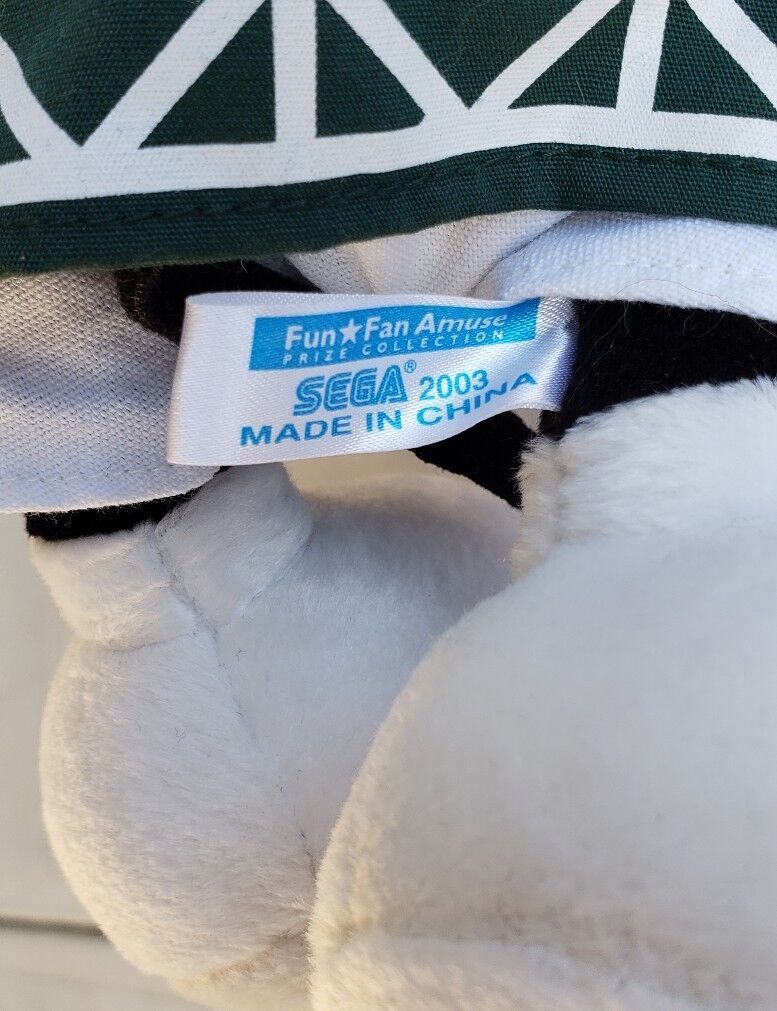 Fun★Fan Amuse
PRIZE COLLECTION
SEGA® 2003
MADE IN CHINA